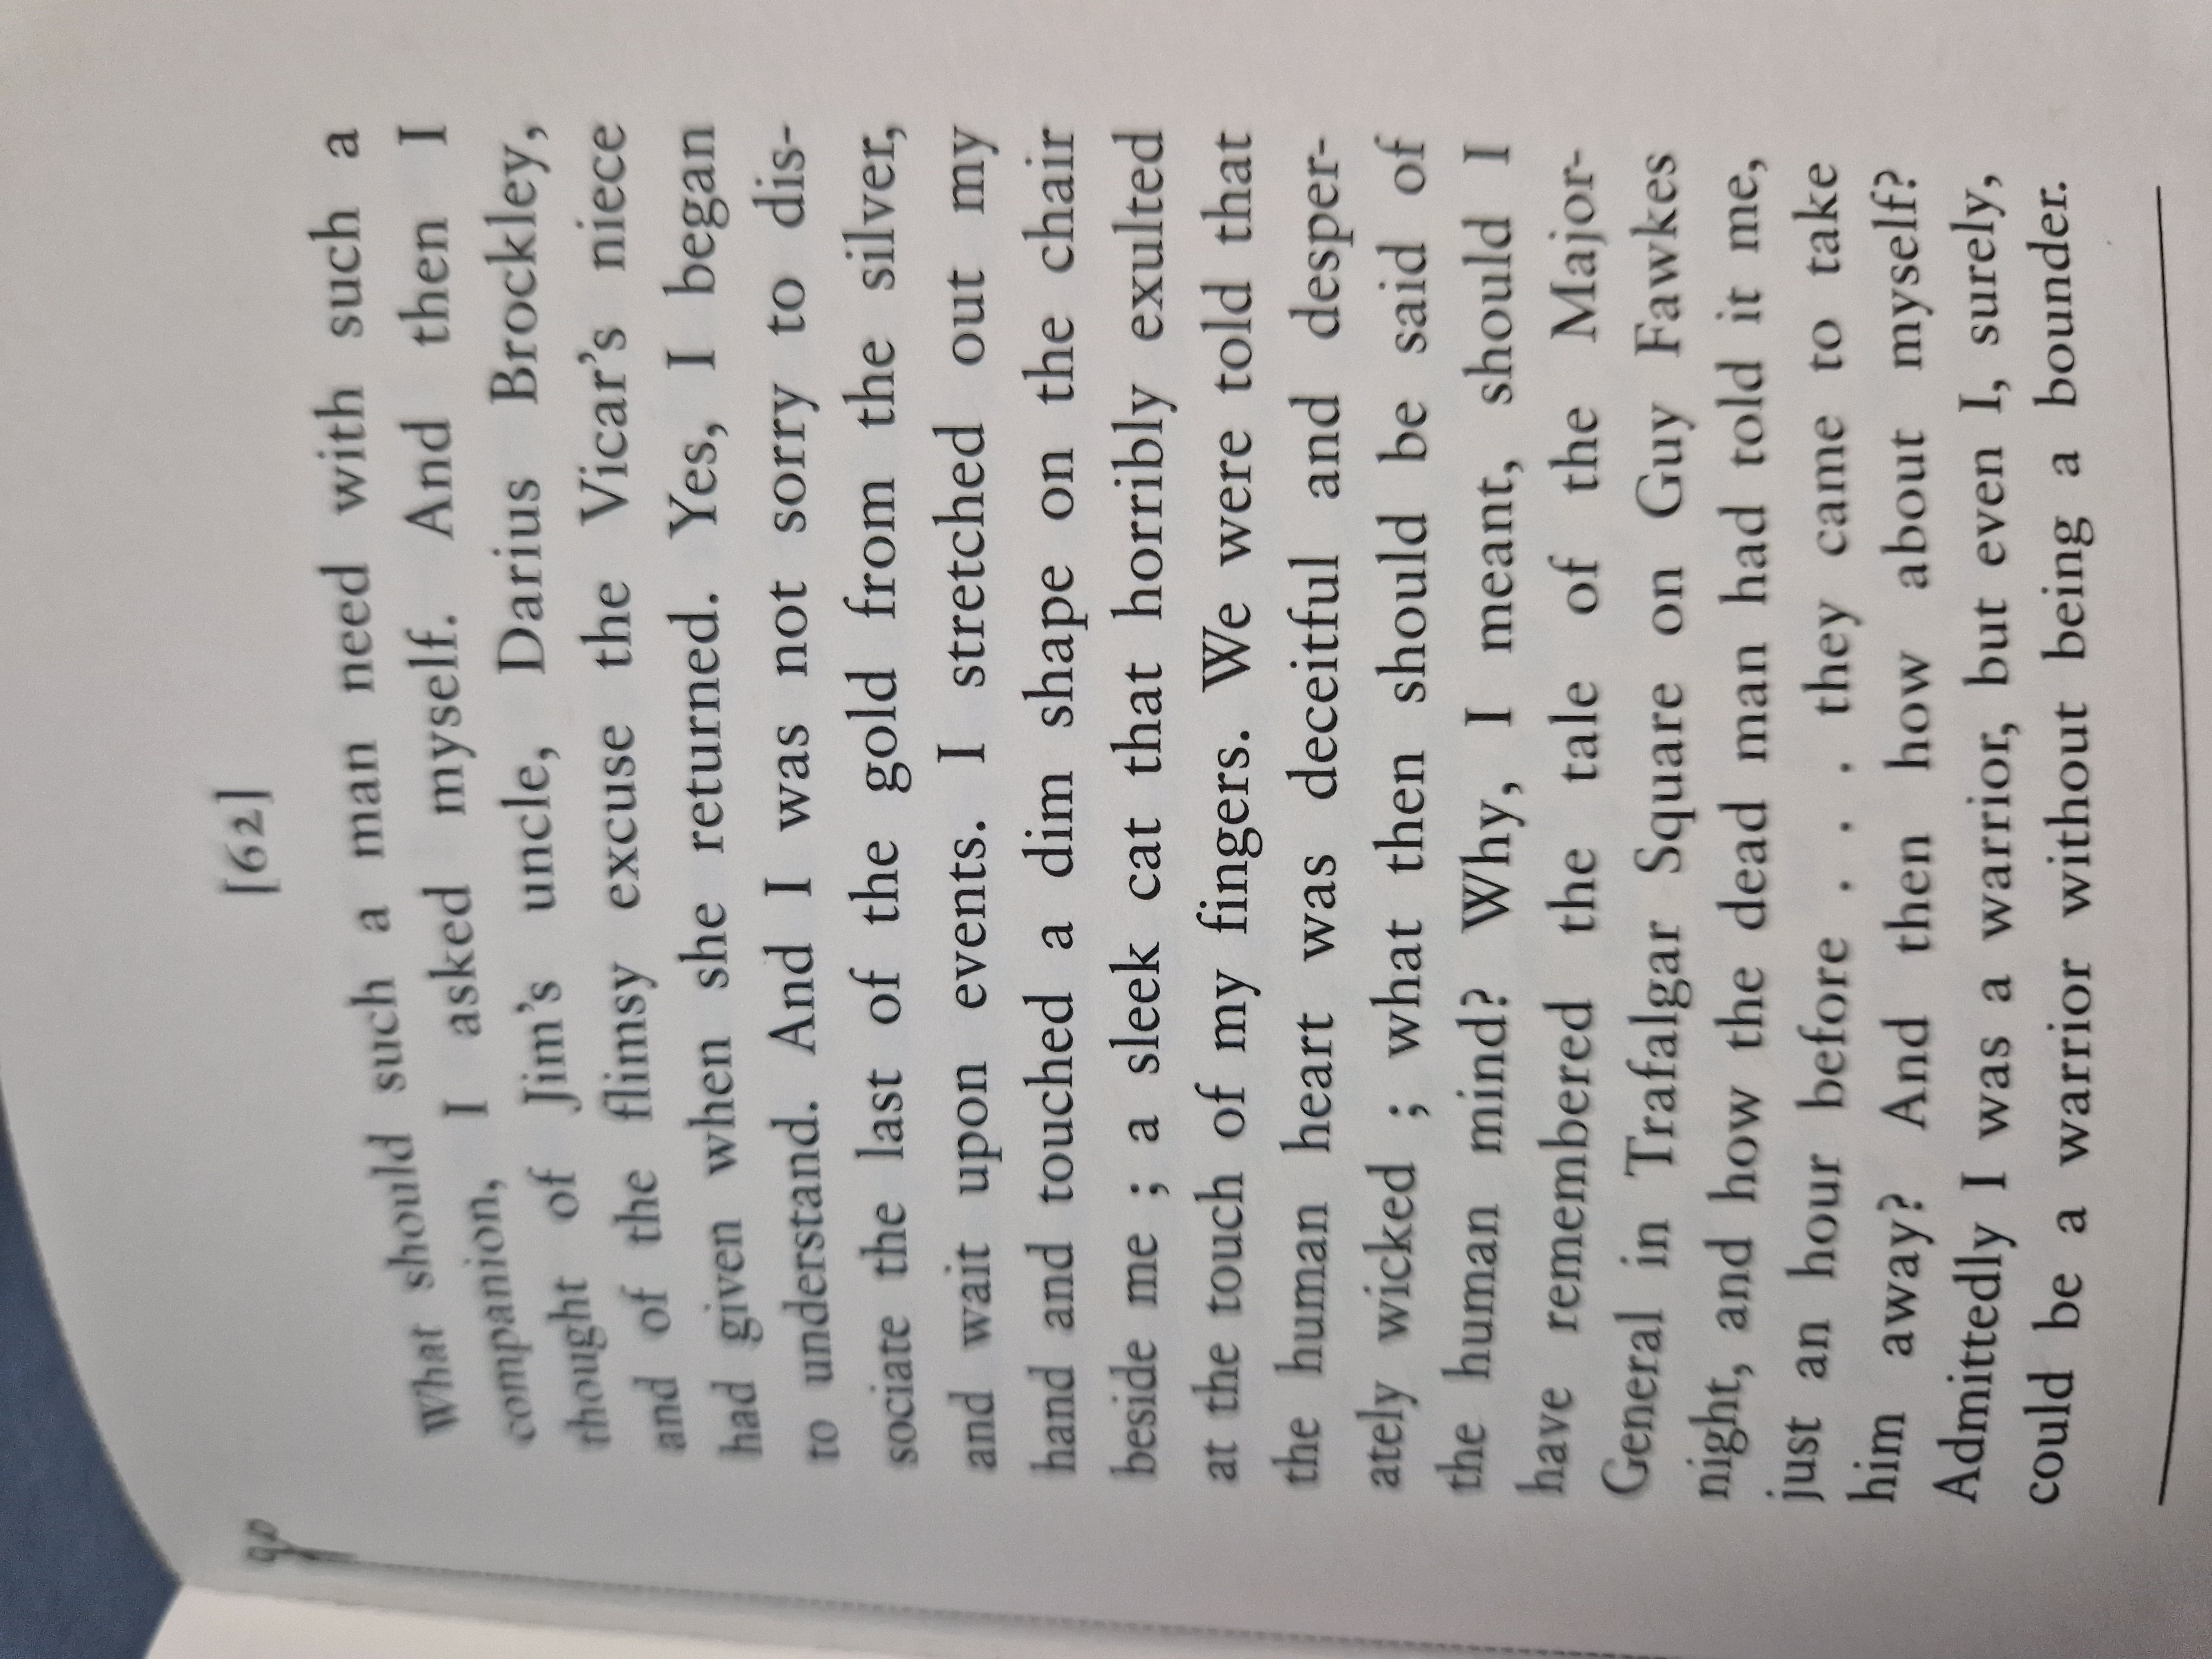 [62]
What should such a man need with such a
companion, I asked myself. And then I
thought of Jim's uncle, Darius Brockley,
and of the flimsy excuse the Vicar's niece
had given when she returned. Yes, I began
to understand. And I was not sorry to dis-
sociate the last of the gold from the silver,
and wait upon events. I stretched out my
hand and touched a dim shape on the chair
beside me ; a sleek cat that horribly exulted
at the touch of my fingers. We were told that
the human heart was deceitful and desper-
ately wicked ; what then should be said of
the human mind? Why, I meant, should I
have remembered the tale of the Major-
General in Trafalgar Square on Guy Fawkes
night, and how the dead man had told it me,
just an hour before . . . they came to take
him away? And then how about myself?
Admittedly I was a warrior, but even I, surely,
could be a warrior without being a bounder.